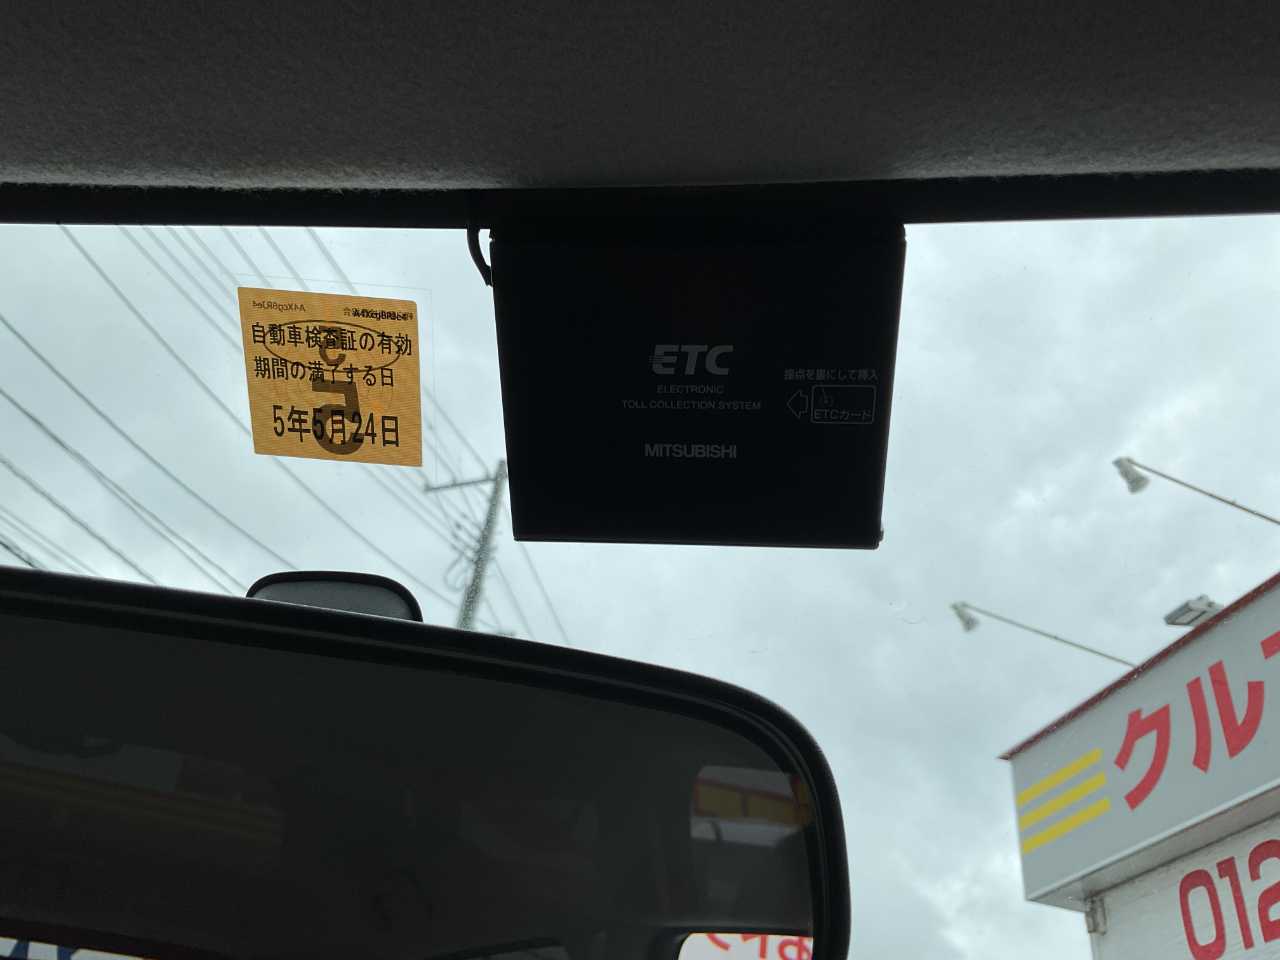 自動車検査証の有効
期間の満了する日
5年5月24日
ETC
ELECTRONIC
TOLL COLLECTION SYSTEM
MITSUBISHI
接点を裏にして挿入
ETCカード
クル
012